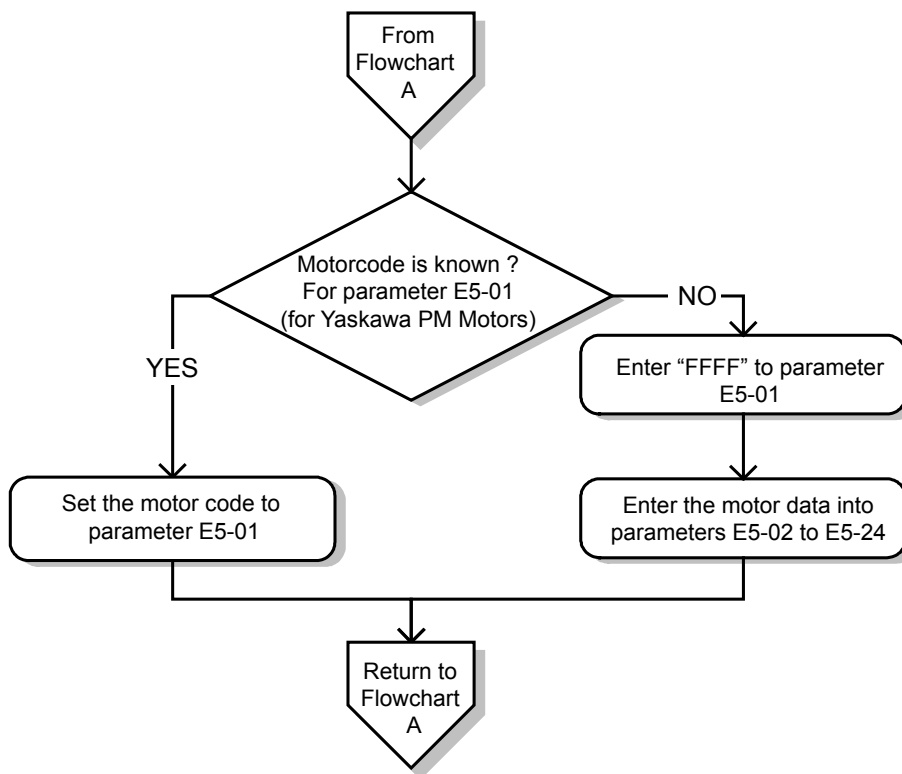 From
Flowchart
A
Motorcode is known ?
For parameter E5-01
(for Yaskawa PM Motors)
YES
NO
Enter “FFFF” to parameter
E5-01
Set the motor code to
parameter E5-01
Enter the motor data into
parameters E5-02 to E5-24
Return to
Flowchart
A